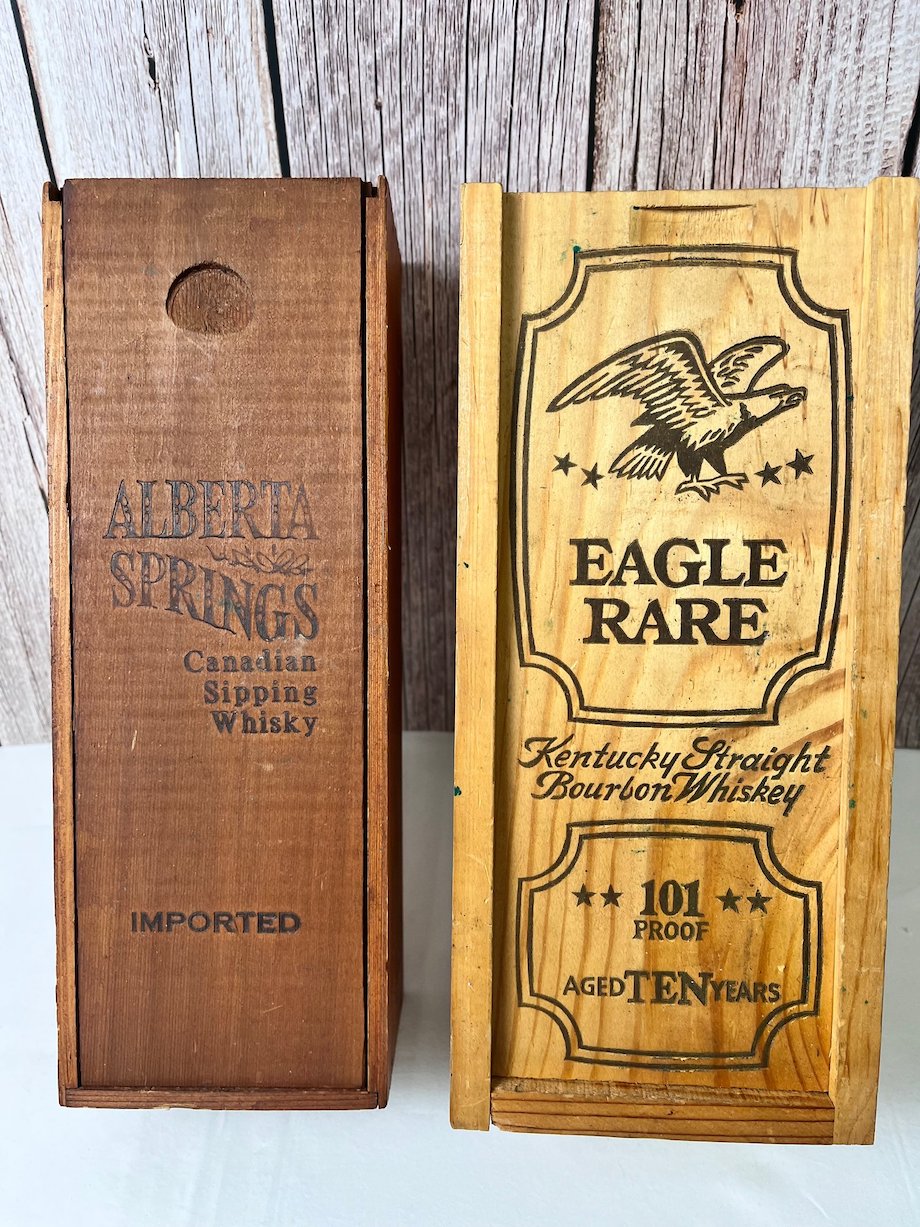 ALBERTA
SPRINGS
Canadian
Sipping
Whisky
IMPORTED
EAGLE
RARE
Kentucky Straight
Bourbon Whiskey
101
PROOF
AGED TEN YEARS